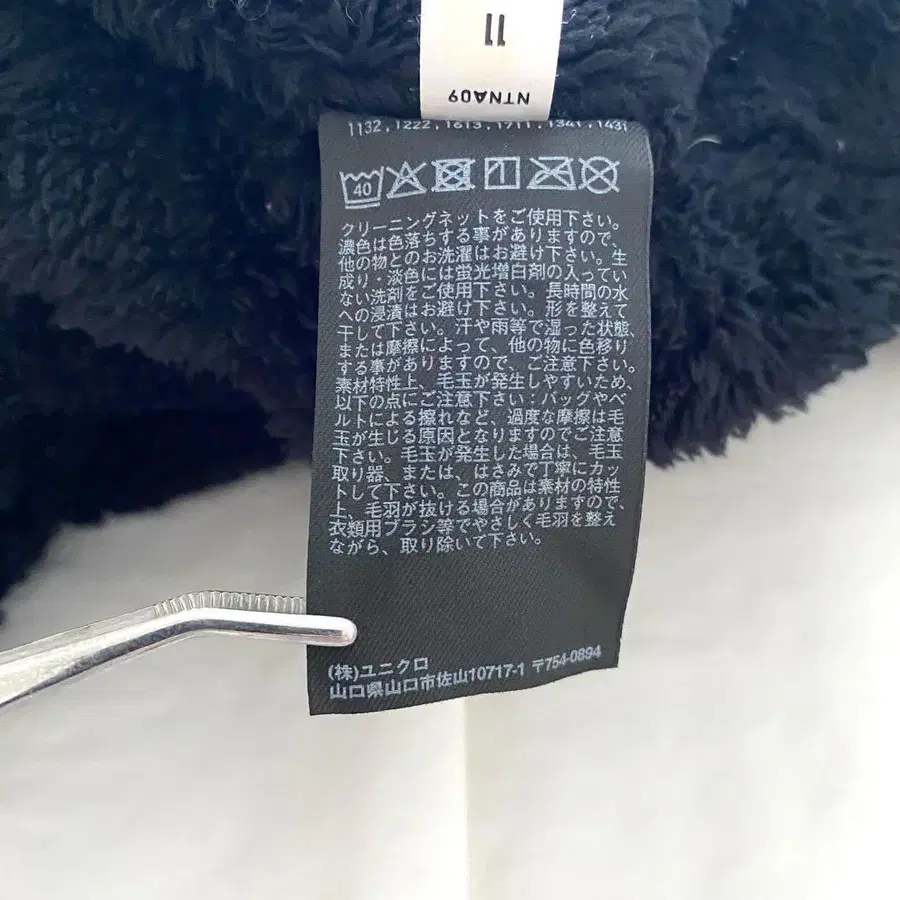 11
NTNA09
1132,1222,1613,1711,1341,1431
40
クリーニングネットをご使用下さい。
濃色は色落ちする事がありますので、
他の物とのお洗濯はお避け下さい。生
成り・淡色には蛍光増白剤の入ってい
ない洗剤をご使用下さい。長時間の水
への浸漬はお避け下さい。形を整えて
干して下さい。汗や雨等で湿った状態、
または摩擦によって、他の物に色移り
する事がありますので、ご注意下さい。
素材特性上、毛玉が発生しやすいため、
以下の点にご注意下さい：バッグやベ
ルトによる擦れなど、過度な摩擦は毛
玉が生じる原因となりますのでご注意
下さい。毛玉が発生した場合は、毛玉
取り器、または、はさみで丁寧にカッ
トして下さい。この商品は素材の特性
上、毛羽が抜ける場合がありますので、
衣類用ブラシ等でやさしく毛羽を整え
ながら、取り除いて下さい。
(株)ユニクロ
山口県山口市佐山10717-1 〒754-0894